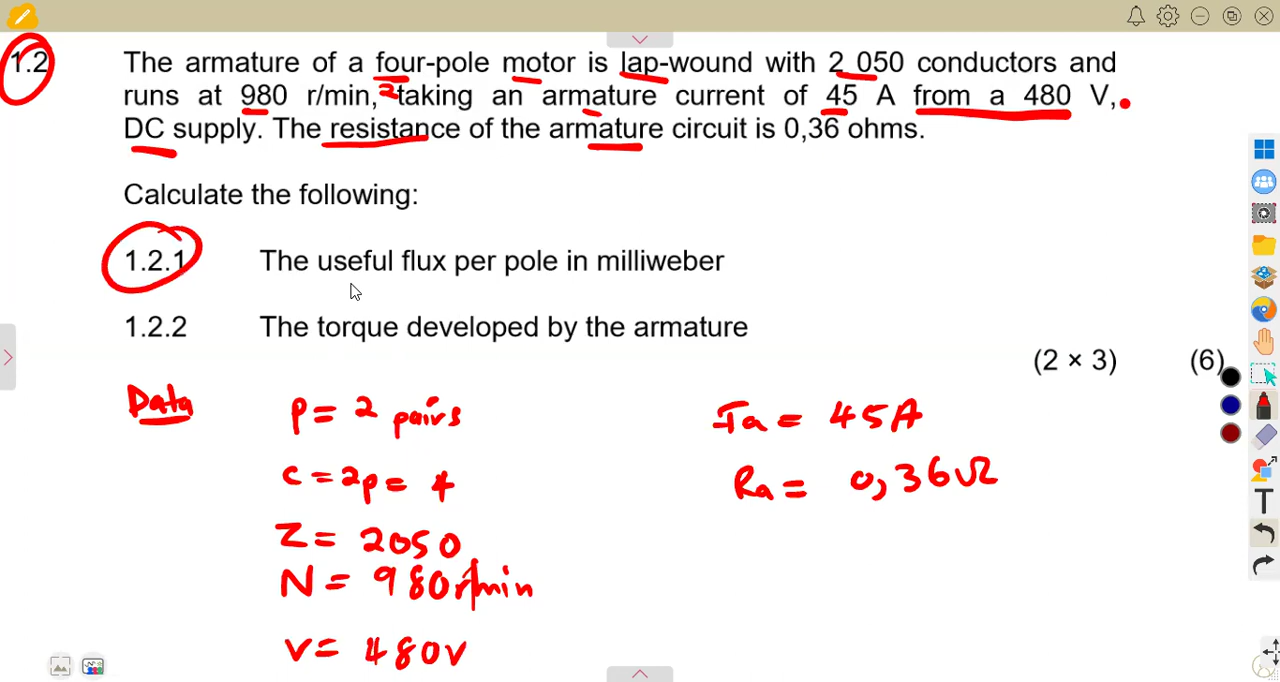 1.2 The armature of a four-pole motor is lap-wound with 2 050 conductors and
runs at 980 r/min, 2 taking an armature current of 45 A from a 480 V,
DC supply. The resistance of the armature circuit is 0,36 ohms.
Calculate the following:
1.2.1 The useful flux per pole in milliweber
1.2.2 The torque developed by the armature
(2 × 3) (6)
Data P = 2 pairs Ia = 45A
c = 2p = 4 Ra = 0,36Ω
Z = 2050
N = 980r/min
V = 480V
T